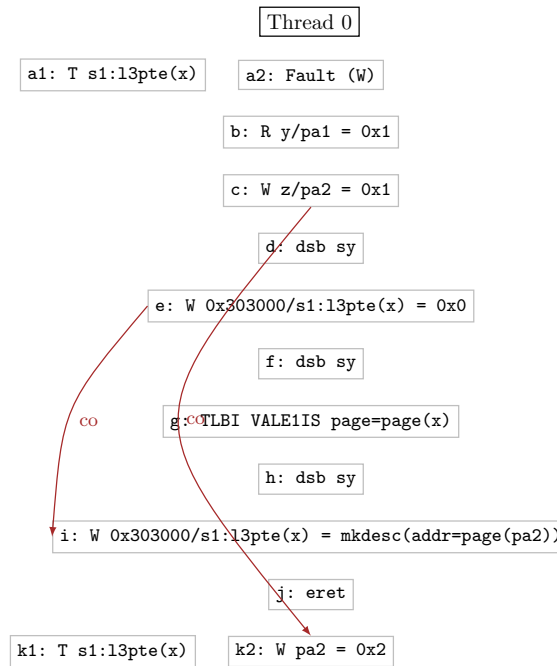 Thread 0
a1: T s1:l3pte(x) a2: Fault (W)
b: R y/pa1 = 0x1
c: W z/pa2 = 0x1
d: dsb sy
e: W 0x303000/s1:l3pte(x) = 0x0
f: dsb sy
co co
g: TLBI VALE1IS page=page(x)
h: dsb sy
i: W 0x303000/s1:l3pte(x) = mkdesc(addr=page(pa2))
j: eret
k1: T s1:l3pte(x) k2: W pa2 = 0x2